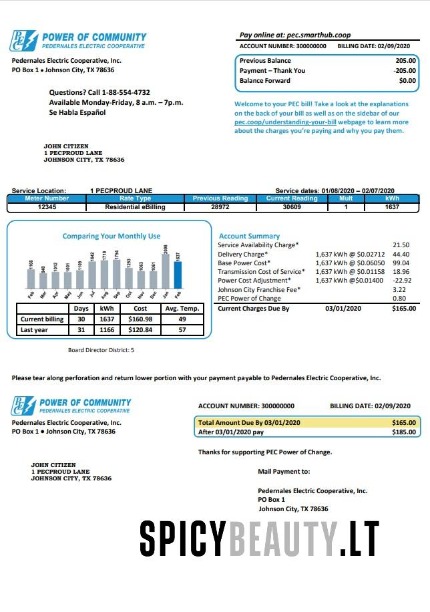 POWER OF COMMUNITY
PEDERNALES ELECTRIC COOPERATIVE
Pay online at: pec.smarthub.coop
ACCOUNT NUMBER: 300000000 BILLING DATE: 02/09/2020
Pedernales Electric Cooperative, Inc.
PO Box 1 • Johnson City, TX 78636
Previous Balance 205.00
Payment – Thank You -205.00
Balance Forward $0.00
Questions? Call 1-88-554-4732
Available Monday-Friday, 8 a.m. – 7p.m.
Se Habla Español
Welcome to your PEC bill! Take a look at the explanations
on the back of your bill as well as on the sidebar of our
pec.coop/understanding-your-bill webpage to learn more
about the charges you're paying and why you pay them.
JOHN CITIZEN
1 PECPROUD LANE
JOHNSON CITY, TX 78636
Service Location: 1 PECPROUD LANE Service dates: 01/08/2020 – 02/07/2020
Meter Number Rate Type Previous Reading Current Reading Mult kWh
12345 Residential eBilling 28972 30609 1 1637
Comparing Your Monthly Use
Days kWh Cost Avg. Temp.
Current billing 30 1637 $160.98 49
Last year 31 1166 $120.84 57
Account Summary
Service Availability Charge* 21.50
Delivery Charge* 1,637 kWh @ $0.02712 44.40
Base Power Cost* 1,637 kWh @ $0.06050 99.04
Transmission Cost of Service* 1,637 kWh @ $0.01158 18.96
Power Cost Adjustment* 1,637 kWh @ $0.01400 -22.92
Johnson City Franchise Fee* 3.22
PEC Power of Change 0.80
Current Charges Due By 03/01/2020 $165.00
Board Director District: 5
Please tear along perforation and return lower portion with your payment payable to Pedernales Electric Cooperative, Inc.
POWER OF COMMUNITY
PEDERNALES ELECTRIC COOPERATIVE
ACCOUNT NUMBER: 300000000 BILLING DATE: 02/09/2020
Pedernales Electric Cooperative, Inc.
PO Box 1 • Johnson City, TX 78636
Total Amount Due By 03/01/2020 $165.00
After 03/01/2020 pay $185.00
Thanks for supporting PEC Power of Change.
JOHN CITIZEN
1 PECPROUD LANE
JOHNSON CITY, TX 78636
Mail Payment to:
Pedernales Electric Cooperative, Inc.
PO Box 1
Johnson City, TX 78636
SPICYBEAUTY.LT